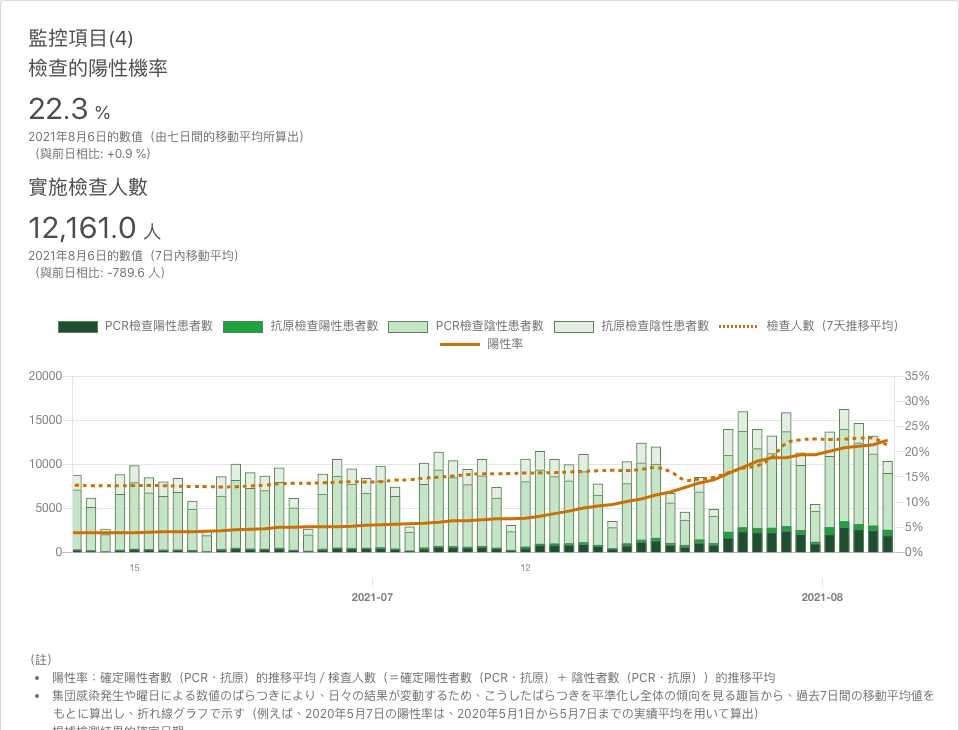 監控項目(4)
檢查的陽性機率
22.3 %
2021年8月6日的數值（由七日間的移動平均所算出）
（與前日相比: +0.9 %）
實施檢查人數
12,161.0 人
2021年8月6日的數值（7日內移動平均）
（與前日相比: -789.6 人）
PCR檢查陽性患者數 抗原檢查陽性患者數 PCR檢查陰性患者數 抗原檢查陰性患者數 檢查人數（7天推移平均）
陽性率
20000 35%
30%
15000 25%
20%
10000 15%
5000 10%
5%
0 0%
15 12
2021-07 2021-08
（註）
• 陽性率：確定陽性者數（PCR・抗原）的推移平均 / 檢查人數（＝確定陽性者數（PCR・抗原）＋ 陰性者數（PCR・抗原））的推移平均
• 集団感染発生や曜日による数値のばらつきにより、日々の結果が変動するため、こうしたばらつきを平準化し全体の傾向を見る趣旨から、過去7日間の移動平均値を
もとに算出し、折れ線グラフで示す（例えば、2020年5月7日の陽性率は、2020年5月1日から5月7日までの実績平均を用いて算出）